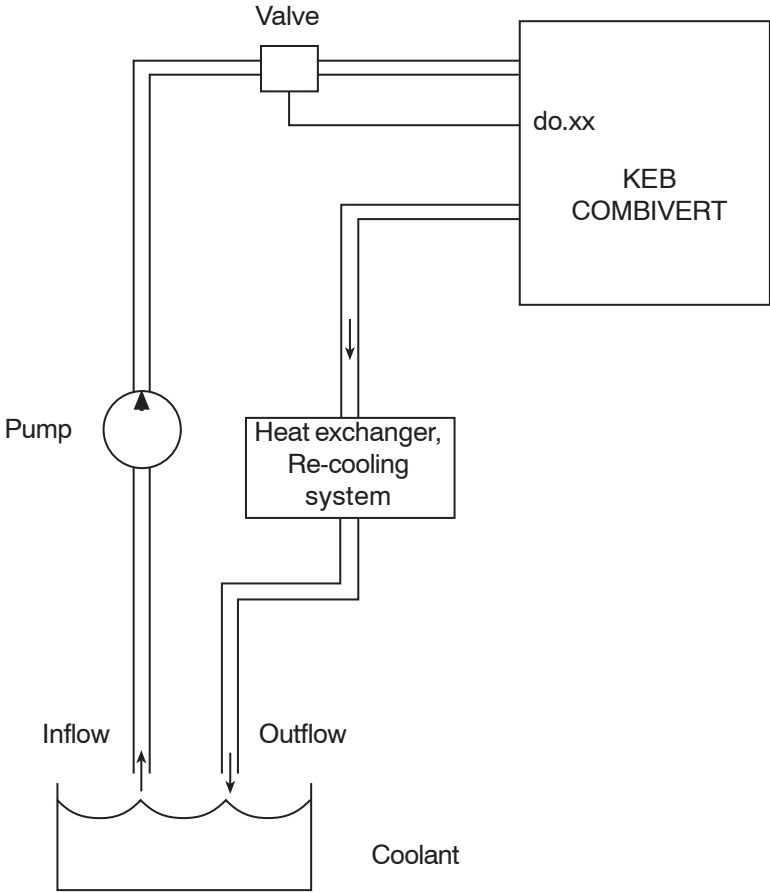 Valve
do.xx
KEB
COMBIVERT
Pump
Heat exchanger,
Re-cooling
system
Inflow
Outflow
Coolant